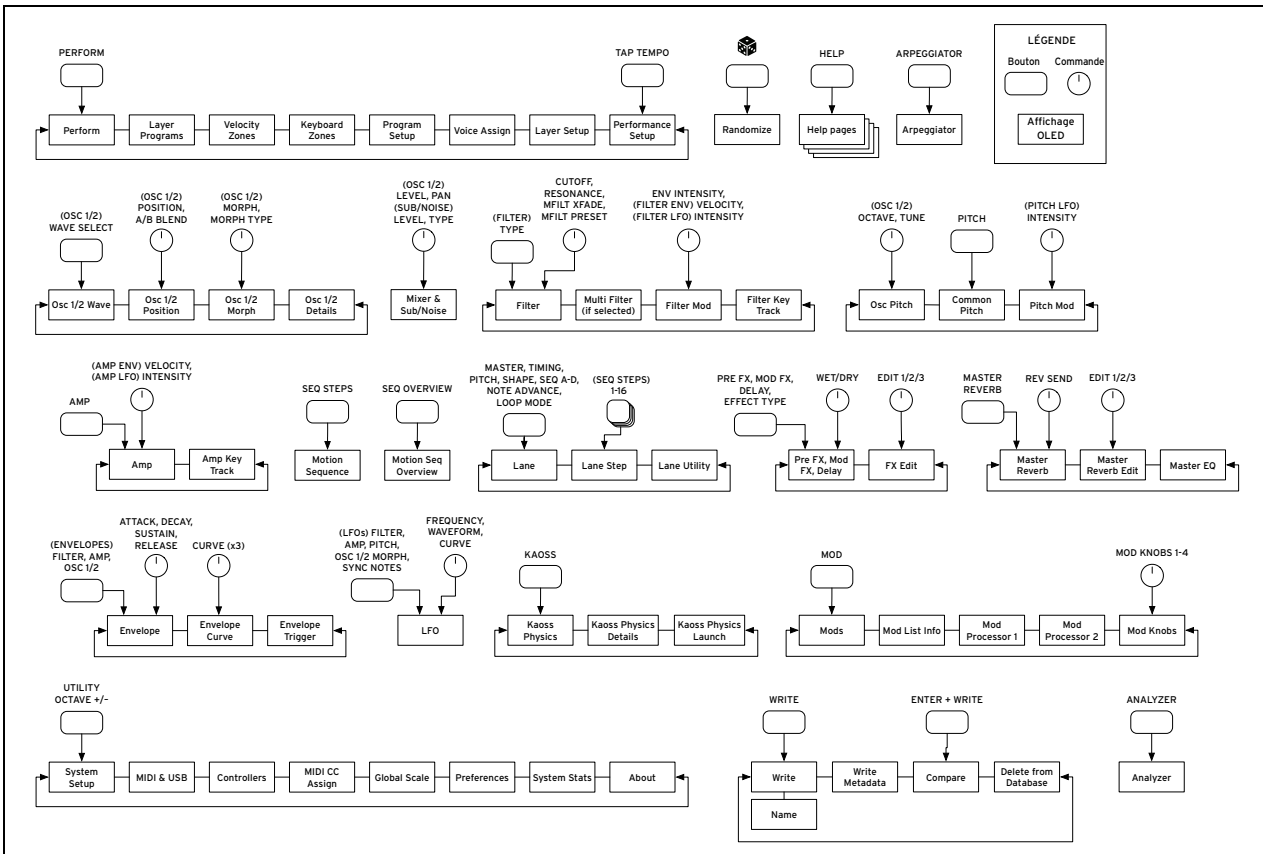 PERFORM
TAP TEMPO
HELP
ARPEGGIATOR
LÉGENDE
Bouton
Commande
Affichage
OLED
Perform
Layer
Programs
Velocity
Zones
Keyboard
Zones
Program
Setup
Voice Assign
Layer Setup
Performance
Setup
Randomize
Help pages
Arpeggiator
(OSC 1/2)
WAVE SELECT
(OSC 1/2)
POSITION,
A/B BLEND
(OSC 1/2)
MORPH,
MORPH TYPE
(OSC 1/2)
LEVEL, PAN
(SUB/NOISE)
LEVEL, TYPE
(FILTER)
TYPE
CUTOFF,
RESONANCE,
MFILT XFADE,
MFILT PRESET
ENV INTENSITY,
(FILTER ENV) VELOCITY,
(FILTER LFO) INTENSITY
(OSC 1/2)
OCTAVE, TUNE
PITCH
(PITCH LFO)
INTENSITY
Osc 1/2 Wave
Osc 1/2
Position
Osc 1/2
Morph
Osc 1/2
Details
Mixer &
Sub/Noise
Filter
Multi Filter
(if selected)
Filter Mod
Filter Key
Track
Osc Pitch
Common
Pitch
Pitch Mod
AMP
(AMP ENV) VELOCITY,
(AMP LFO) INTENSITY
SEQ STEPS
SEQ OVERVIEW
MASTER, TIMING,
PITCH, SHAPE, SEQ A-D,
NOTE ADVANCE,
LOOP MODE
(SEQ STEPS)
1-16
PRE FX, MOD FX,
DELAY,
EFFECT TYPE
WET/DRY
EDIT 1/2/3
MASTER
REVERB
REV SEND
EDIT 1/2/3
Amp
Amp Key
Track
Motion
Sequence
Motion Seq
Overview
Lane
Lane Step
Lane Utility
Pre FX, Mod
FX, Delay
FX Edit
Master
Reverb
Master
Reverb Edit
Master EQ
(ENVELOPES)
FILTER, AMP,
OSC 1/2
ATTACK, DECAY,
SUSTAIN,
RELEASE
CURVE (x3)
(LFOs) FILTER,
AMP, PITCH,
OSC 1/2 MORPH,
SYNC NOTES
FREQUENCY,
WAVEFORM,
CURVE
KAOSS
MOD
MOD KNOBS 1-4
Envelope
Envelope
Curve
Envelope
Trigger
LFO
Kaoss
Physics
Kaoss Physics
Details
Kaoss Physics
Launch
Mods
Mod List Info
Mod
Processor 1
Mod
Processor 2
Mod Knobs
UTILITY
OCTAVE +/–
WRITE
ENTER + WRITE
ANALYZER
System
Setup
MIDI & USB
Controllers
MIDI CC
Assign
Global Scale
Preferences
System Stats
About
Write
Name
Write
Metadata
Compare
Delete from
Database
Analyzer